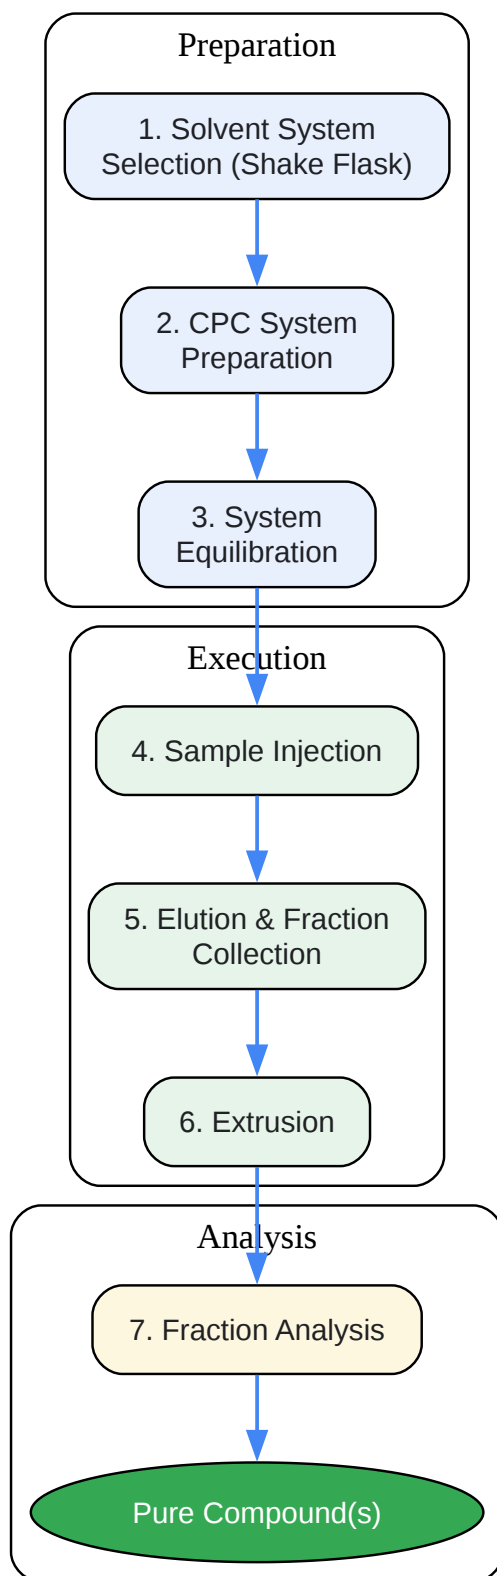 Preparation
1. Solvent System
Selection (Shake Flask)
2. CPC System
Preparation
3. System
Equilibration
Execution
4. Sample Injection
5. Elution & Fraction
Collection
6. Extrusion
Analysis
7. Fraction Analysis
Pure Compound(s)